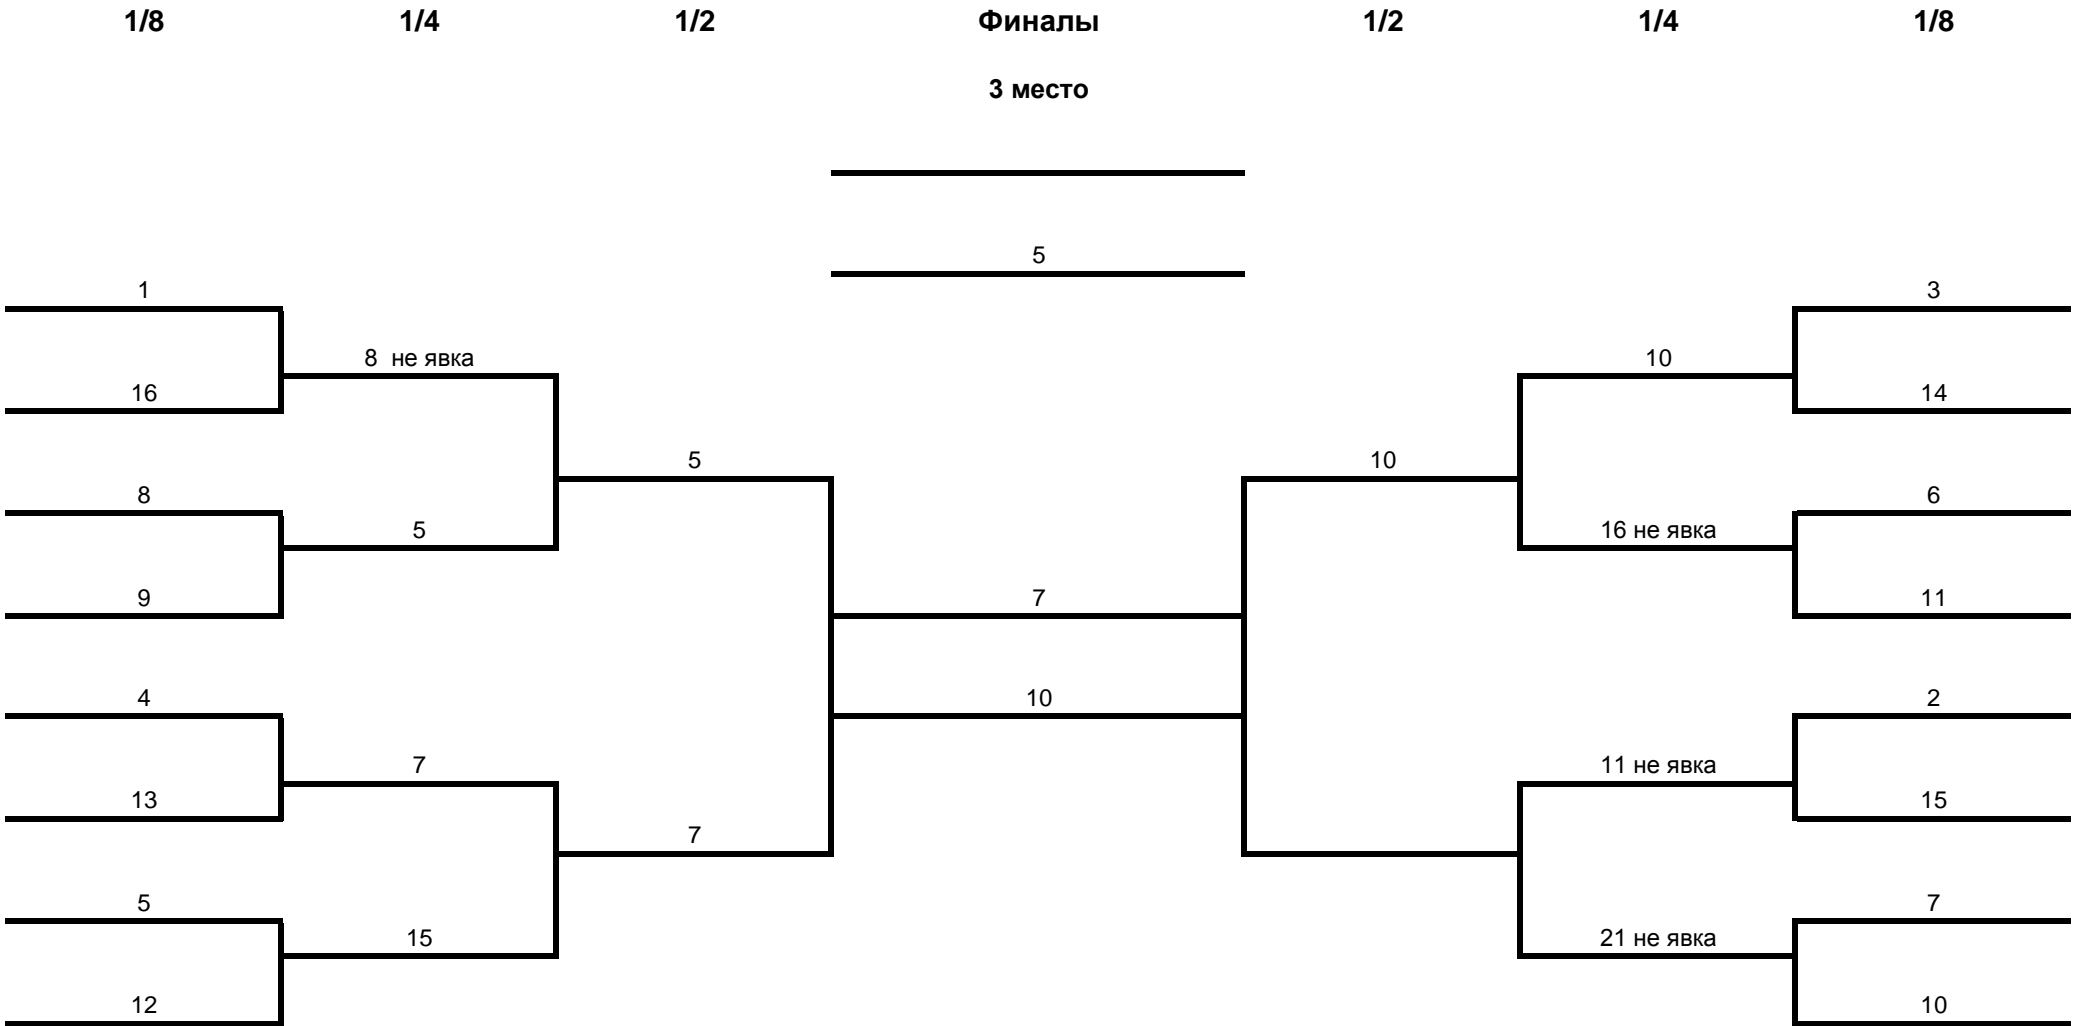 1/8 1/4 1/2 Финалы 1/2 1/4 1/8
3 место
5
1 3
8 не явка 10
16 14
5 10
8 6
5 16 не явка
9 7 11
4 10 2
7 11 не явка
13 15
7
5 7
15 21 не явка
12 10